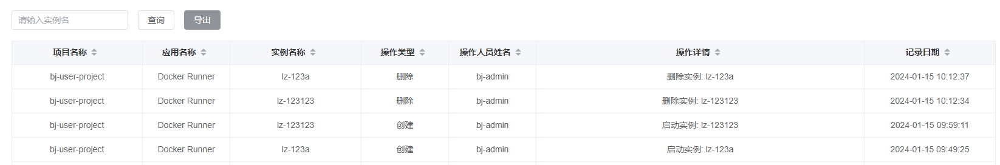 请输入实例名 查询 导出
项目名称 应用名称 实例名称 操作类型 操作人员姓名 操作详情 记录日期
bj-user-project Docker Runner lz-123a 删除 bj-admin 删除实例: lz-123a 2024-01-15 10:12:37
bj-user-project Docker Runner lz-123123 删除 bj-admin 删除实例: lz-123123 2024-01-15 10:12:34
bj-user-project Docker Runner lz-123123 创建 bj-admin 启动实例: lz-123123 2024-01-15 09:59:11
bj-user-project Docker Runner lz-123a 创建 bj-admin 启动实例: lz-123a 2024-01-15 09:49:25